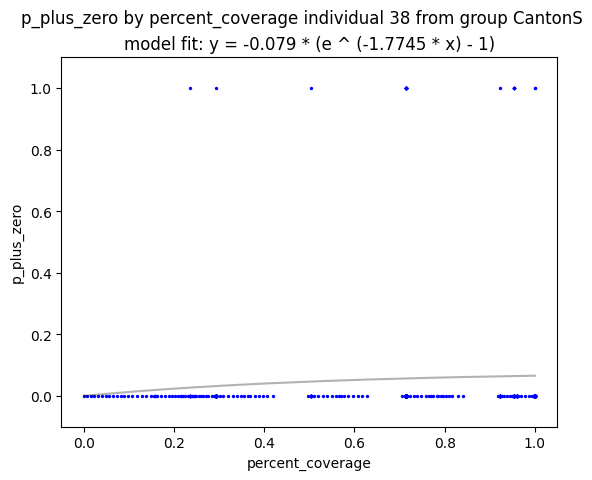 p_plus_zero by percent_coverage individual 38 from group CantonS
model fit: y = -0.079 * (e ^ (-1.7745 * x) - 1)
1.0
0.8
0.6
0.4
0.2
0.0
p_plus_zero
0.0 0.2 0.4 0.6 0.8 1.0
percent_coverage